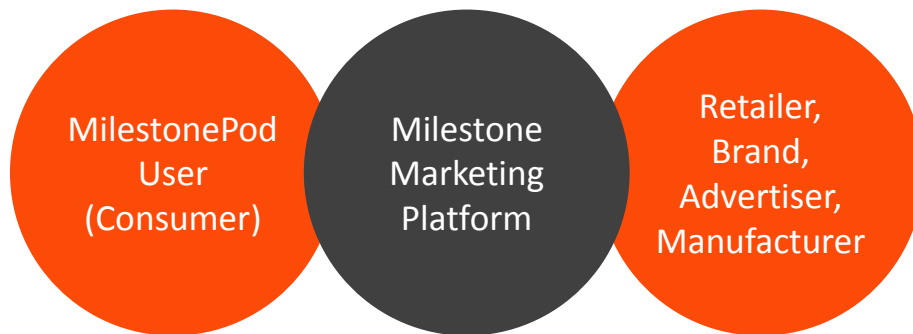 MilestonePod
User
(Consumer)
Milestone
Marketing
Platform
Retailer,
Brand,
Advertiser,
Manufacturer